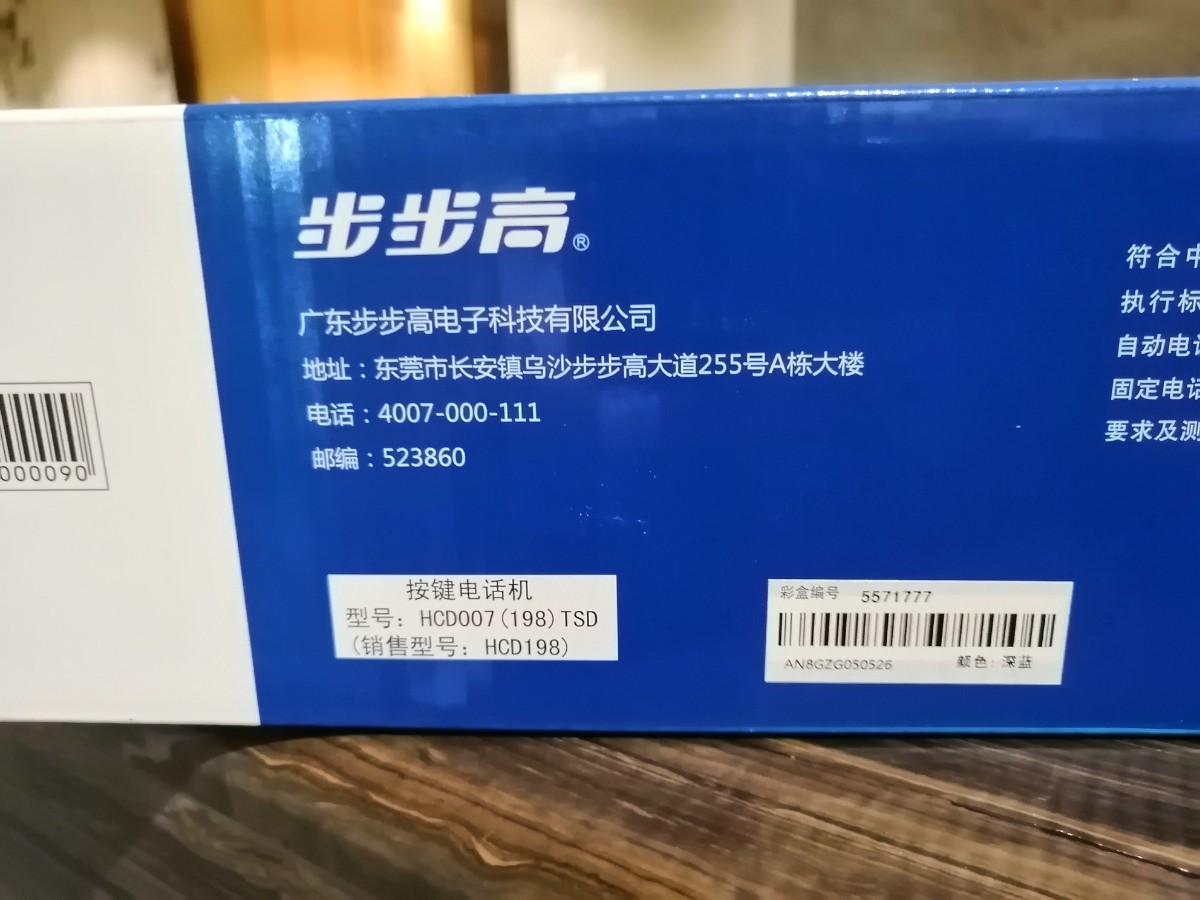 步步高®
广东步步高电子科技有限公司
地址：东莞市长安镇乌沙步步高大道255号A栋大楼
电话：4007-000-111
邮编：523860
符合中
执行标
自动电话
固定电话
要求及测
000090
按键电话机
型号：HCD007(198)TSD
(销售型号：HCD198)
彩盒编号 5571777
AN8GZG050526 颜色：深蓝